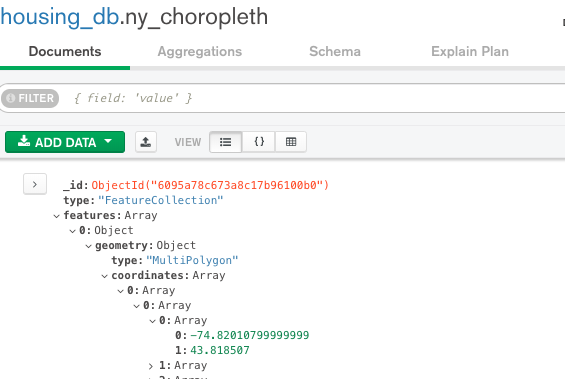 housing_db.ny_choropleth
Documents Aggregations Schema Explain Plan
FILTER { field: 'value' }
ADD DATA VIEW {}
_id: ObjectId("6095a78c673a8c17b96100b0")
type: "FeatureCollection"
features: Array
0: Object
geometry: Object
type: "MultiPolygon"
coordinates: Array
0: Array
0: Array
0: Array
0: -74.82010799999999
1: 43.818507
1: Array